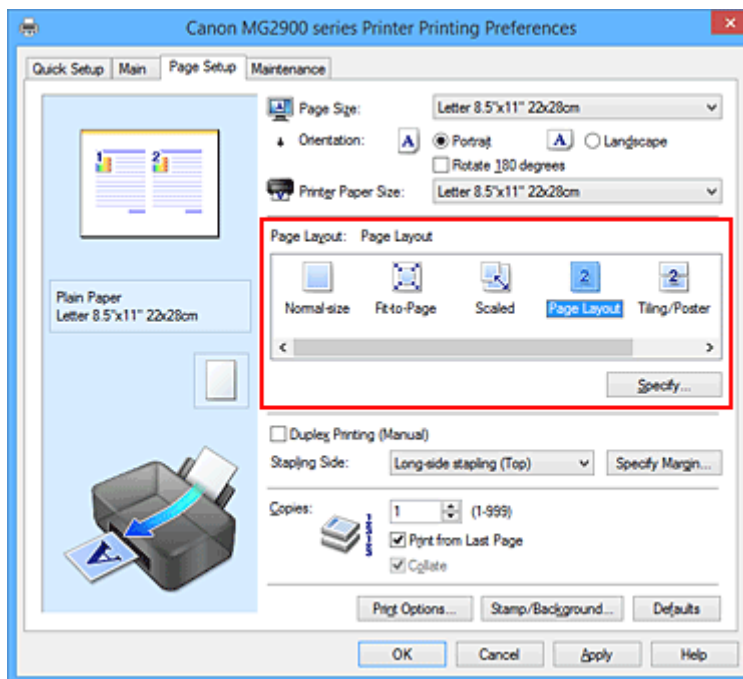 Canon MG2900 series Printer Printing Preferences
Quick Setup Main Page Setup Maintenance
1 2
Plain Paper
Letter 8.5"x11" 22x28cm
Page Size: Letter 8.5"x11" 22x28cm
Orientation: A Portrait A Landscape
Rotate 180 degrees
Printer Paper Size: Letter 8.5"x11" 22x28cm
Page Layout: Page Layout
2 2
Normal-size Fit-to-Page Scaled Page Layout Tiling/Poster
Specify...
Duplex Printing (Manual)
Stapling Side: Long-side stapling (Top) Specify Margin...
Copies: 1 (1-999)
Print from Last Page
Collate
A
Print Options... Stamp/Background... Defaults
OK Cancel Apply Help